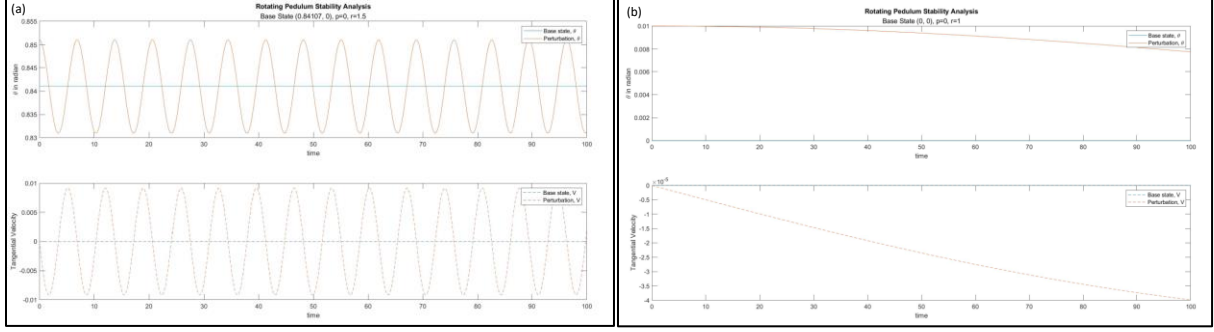 (a)
Rotating Pedulum Stability Analysis
Base State (0.84107, 0), p=0, r=1.5
0.855
0.85
0.845
0.84
0.835
0.83
# in radian
Base state, #
Perturbation, #
0 10 20 30 40 50 60 70 80 90 100
time
0.01
0.005
0
-0.005
-0.01
Tangential Velocity
Base state, V
Perturbation, V
0 10 20 30 40 50 60 70 80 90 100
time
(b)
Rotating Pedulum Stability Analysis
Base State (0, 0), p=0, r=1
0.01
0.008
0.006
0.004
0.002
0
# in radian
Base state, #
Perturbation, #
0 10 20 30 40 50 60 70 80 90 100
time
×10⁻⁵
0
-0.5
-1
-1.5
-2
-2.5
-3
-3.5
-4
Tangential Velocity
Base state, V
Perturbation, V
0 10 20 30 40 50 60 70 80 90 100
time